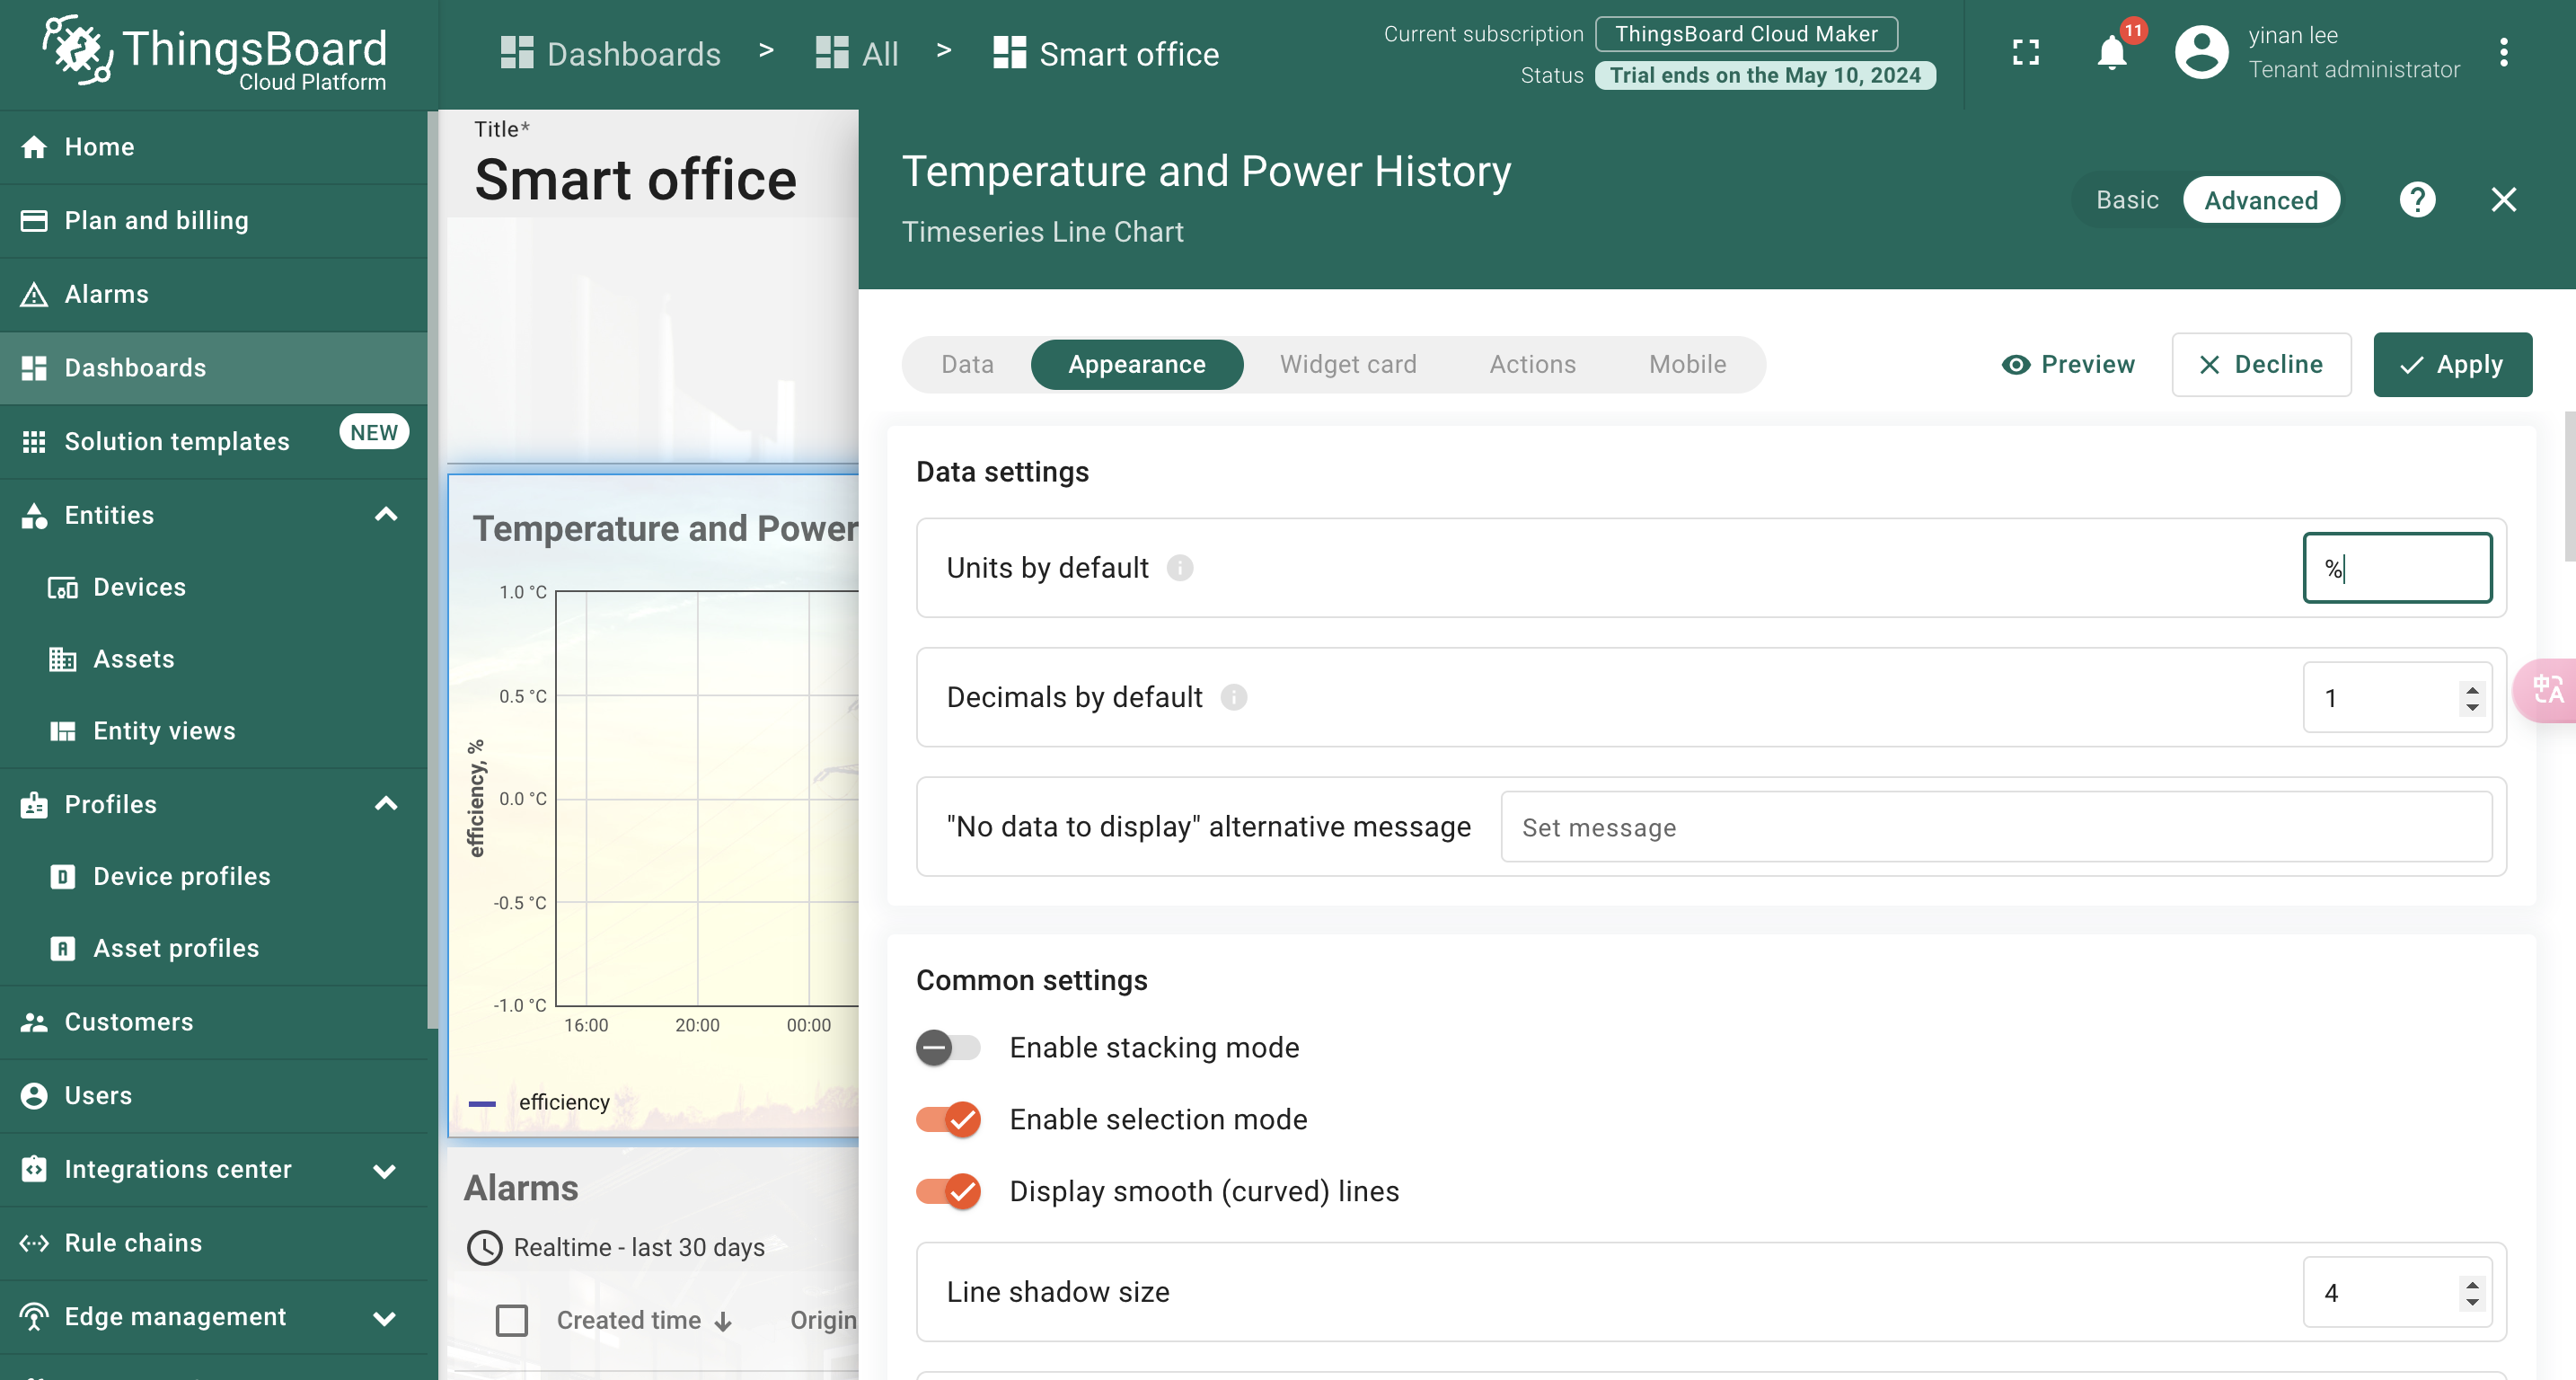 ThingsBoard
Cloud Platform
Dashboards > All > Smart office
Current subscription ThingsBoard Cloud Maker
Status Trial ends on the May 10, 2024
11
yinan lee
Tenant administrator
Home
Plan and billing
Alarms
Dashboards
Solution templates NEW
Entities
Devices
Assets
Entity views
Profiles
Device profiles
Asset profiles
Customers
Users
Integrations center
Rule chains
Edge management
Title*
Smart office
Temperature and Power
1.0 °C
0.5 °C
0.0 °C
-0.5 °C
-1.0 °C
efficiency, %
16:00 20:00 00:00
efficiency
Alarms
Realtime - last 30 days
Created time Origin
Temperature and Power History
Timeseries Line Chart
Basic Advanced ?
Data Appearance Widget card Actions Mobile
Preview Decline Apply
Data settings
Units by default %
Decimals by default 1
"No data to display" alternative message Set message
Common settings
Enable stacking mode
Enable selection mode
Display smooth (curved) lines
Line shadow size 4
中A